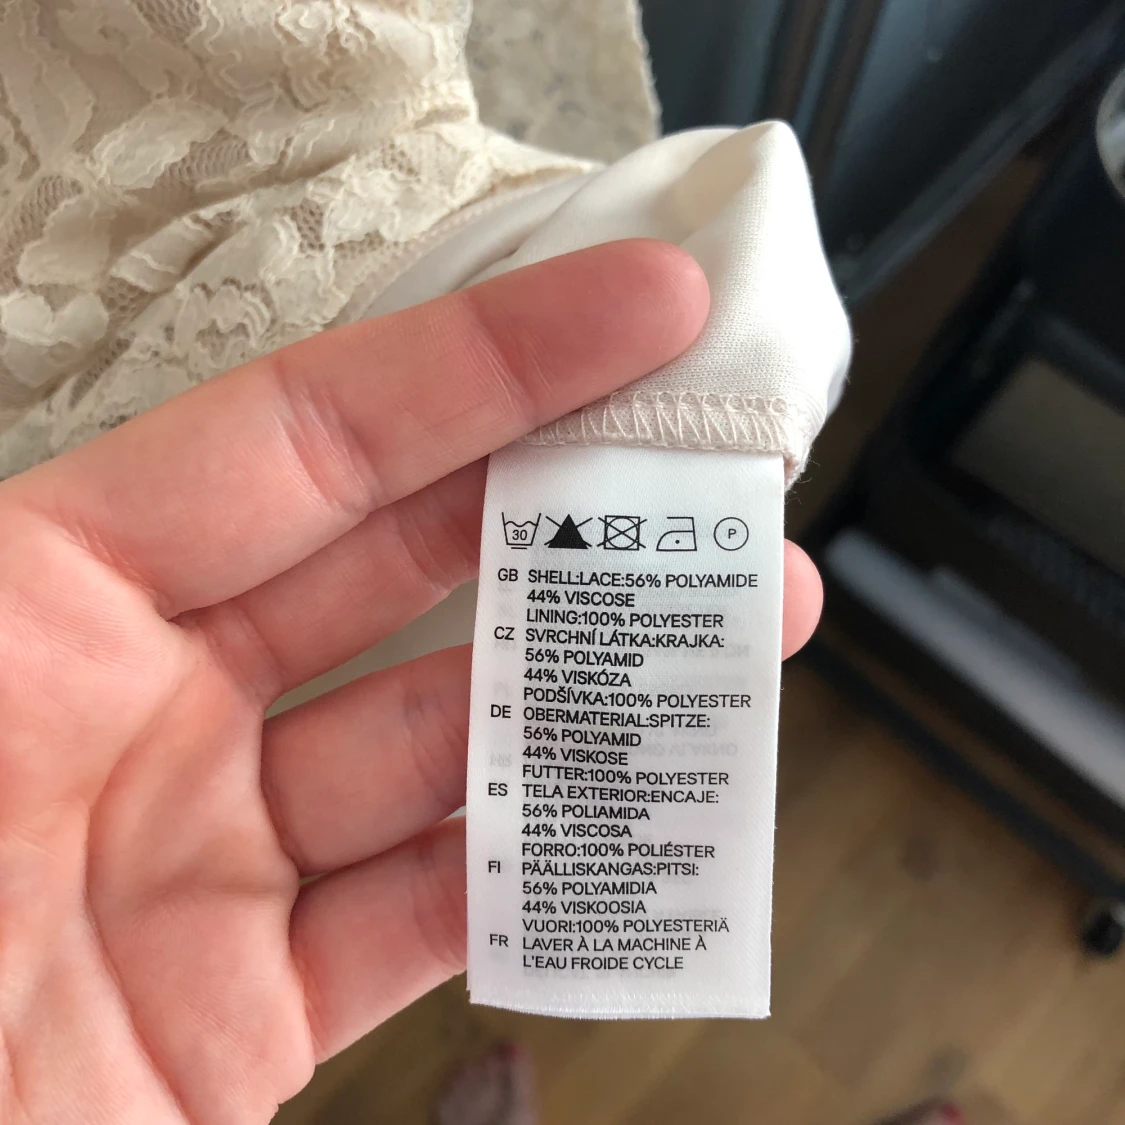 30 P
GB SHELL:LACE:56% POLYAMIDE
44% VISCOSE
LINING:100% POLYESTER
CZ SVRCHNÍ LÁTKA:KRAJKA:
56% POLYAMID
44% VISKÓZA
PODŠÍVKA:100% POLYESTER
DE OBERMATERIAL:SPITZE:
56% POLYAMID
44% VISKOSE
FUTTER:100% POLYESTER
ES TELA EXTERIOR:ENCAJE:
56% POLIAMIDA
44% VISCOSA
FORRO:100% POLIÉSTER
FI PÄÄLLISKANGAS:PITSI:
56% POLYAMIDIA
44% VISKOOSIA
VUORI:100% POLYESTERIÄ
FR LAVER À LA MACHINE À
L'EAU FROIDE CYCLE